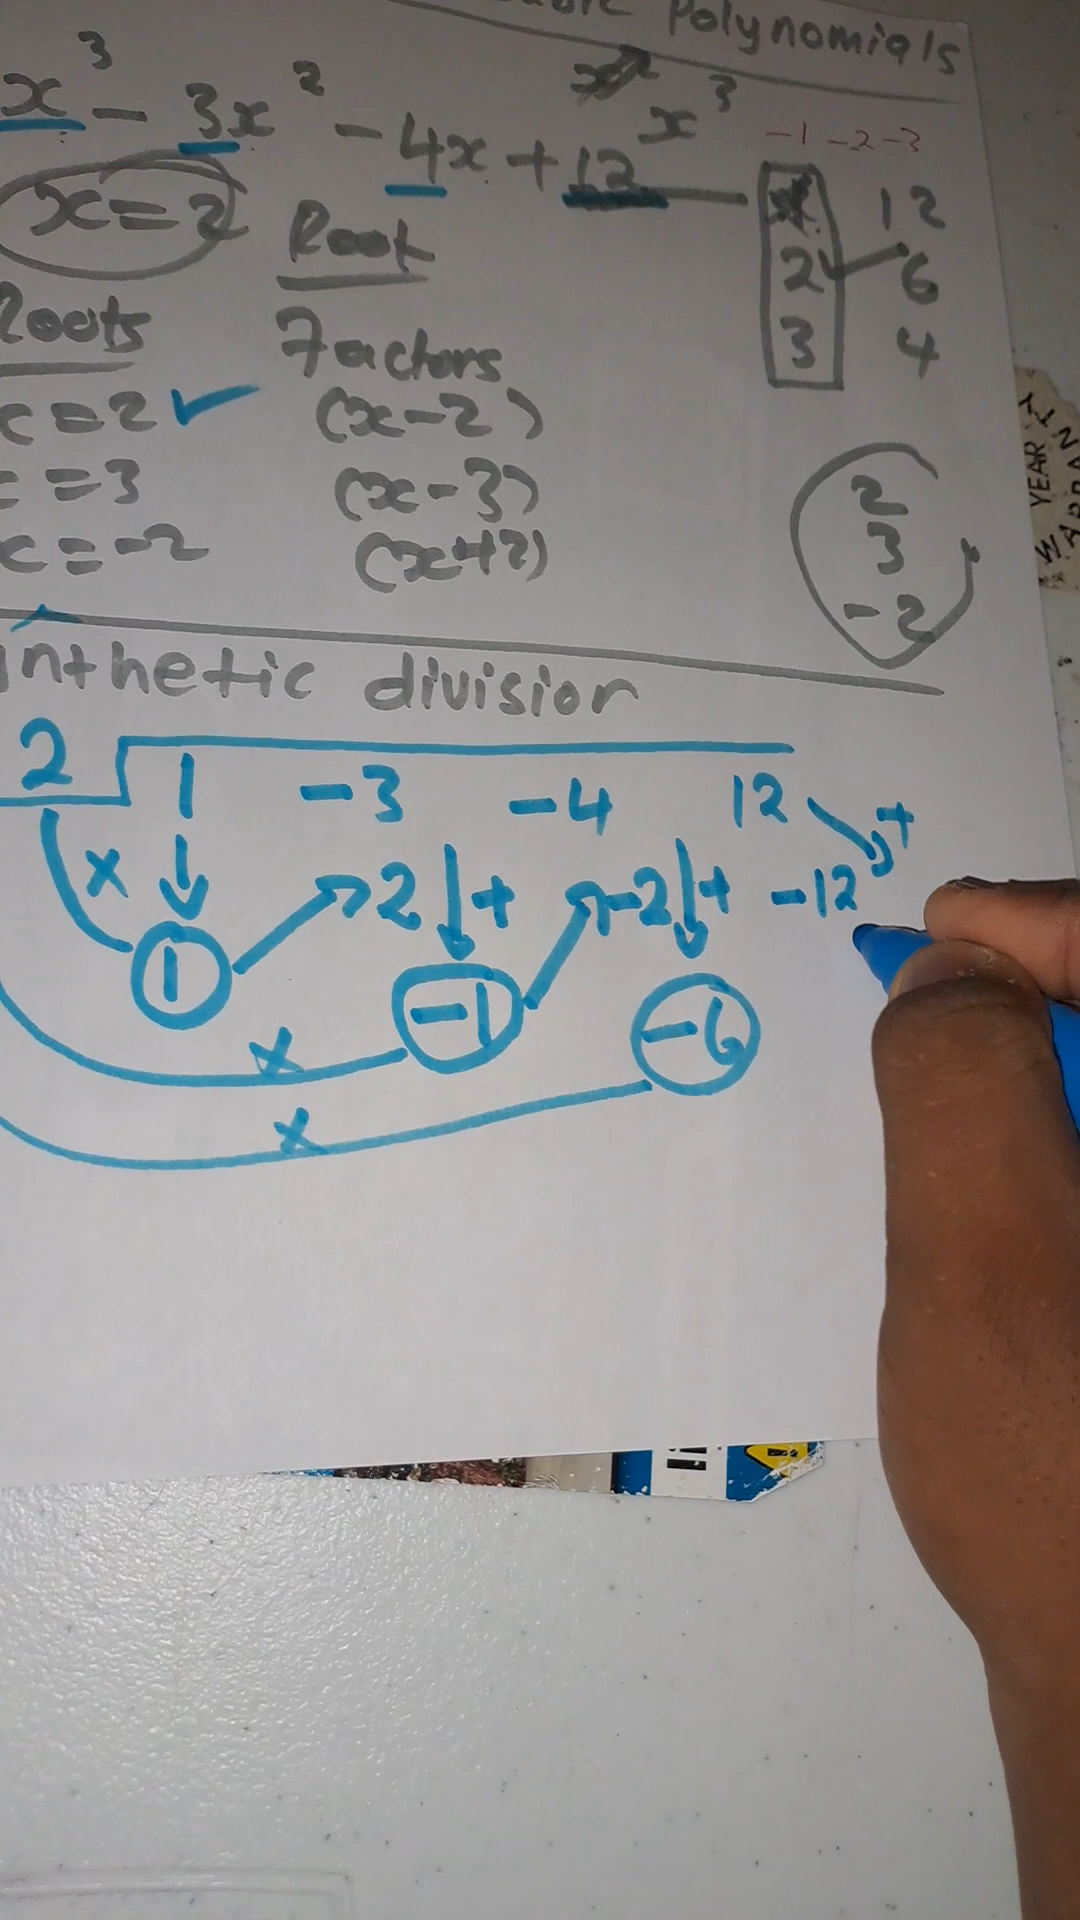 Polynomials
x³ - 3x² - 4x + 12
x³
-1 -2 -3
x = 2
Root
12
2 6
3 4
Roots
Factors
x = 2 ✓ (x-2)
= 3 (x-3)
x = -2 (x+2)
2
3
-2
nthetic division
2 1 -3 -4 12 +
x 2 + -2 + -12
1 -1 -6
x
x
YEAR